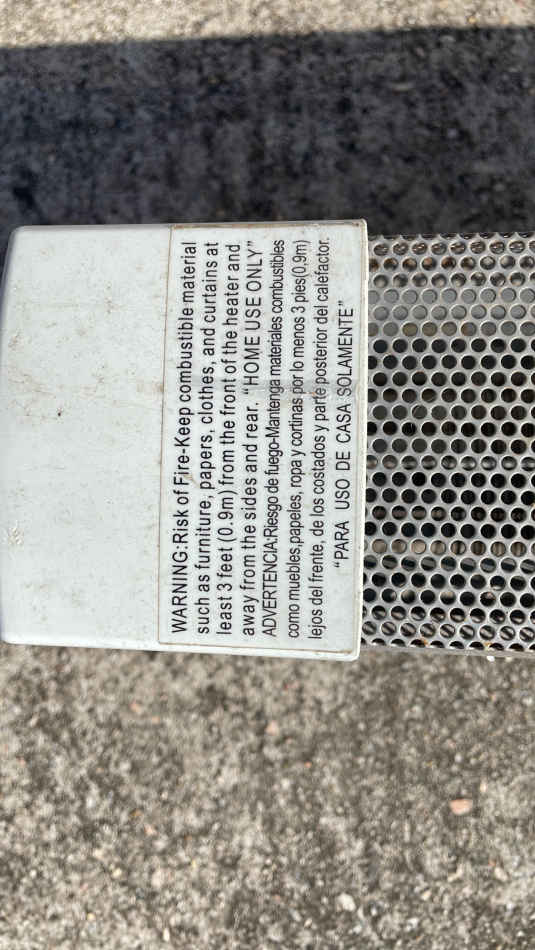 WARNING:Risk of Fire-Keep combustible material
such as furniture, papers, clothes, and curtains at
least 3 feet (0.9m) from the front of the heater and
away from the sides and rear. "HOME USE ONLY"
ADVERTENCIA:Riesgo de fuego-Mantenga materiales combustibles
como muebles,papeles, ropa y cortinas por lo menos 3 pies(0,9m)
lejos del frente, de los costados y parte posterior del calefactor.
"PARA USO DE CASA SOLAMENTE"